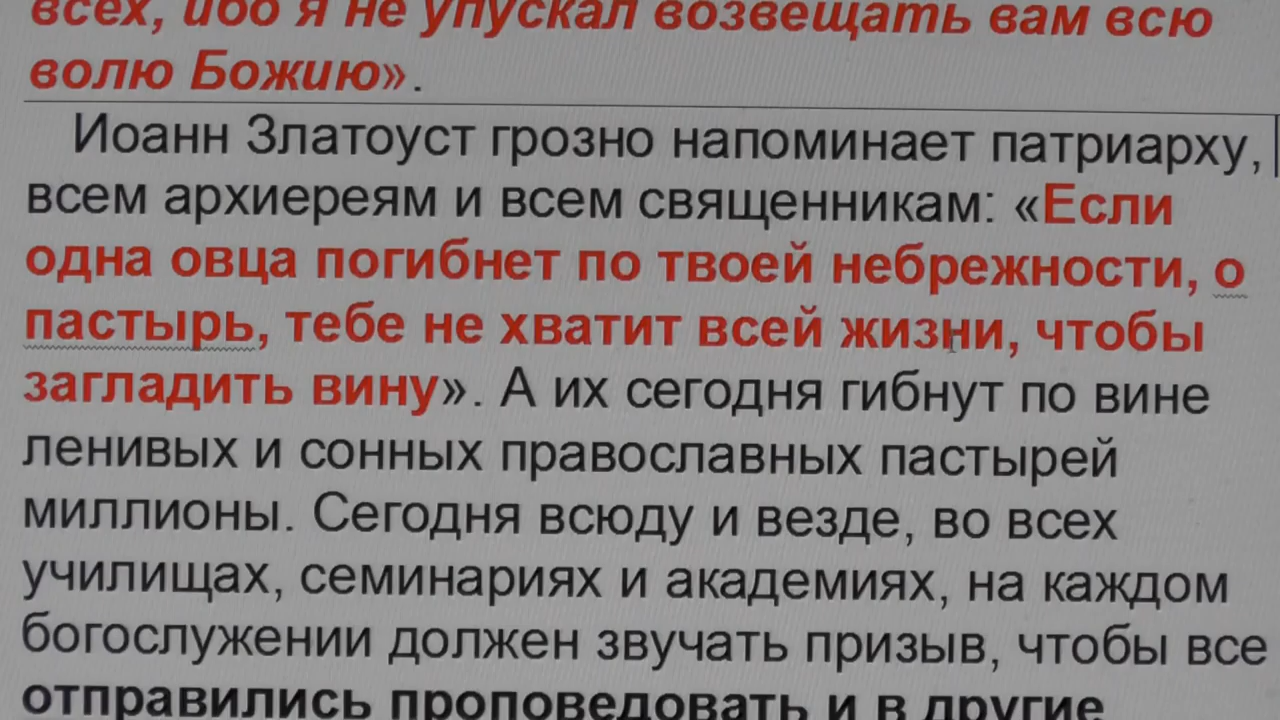 всех, ибо я не упускал возвещать вам всю
волю Божию».
Иоанн Златоуст грозно напоминает патриарху,
всем архиереям и всем священникам: «Если
одна овца погибнет по твоей небрежности, о
пастырь, тебе не хватит всей жизни, чтобы
загладить вину». А их сегодня гибнут по вине
ленивых и сонных православных пастырей
миллионы. Сегодня всюду и везде, во всех
училищах, семинариях и академиях, на каждом
богослужении должен звучать призыв, чтобы все
отправились проповедовать и в другие